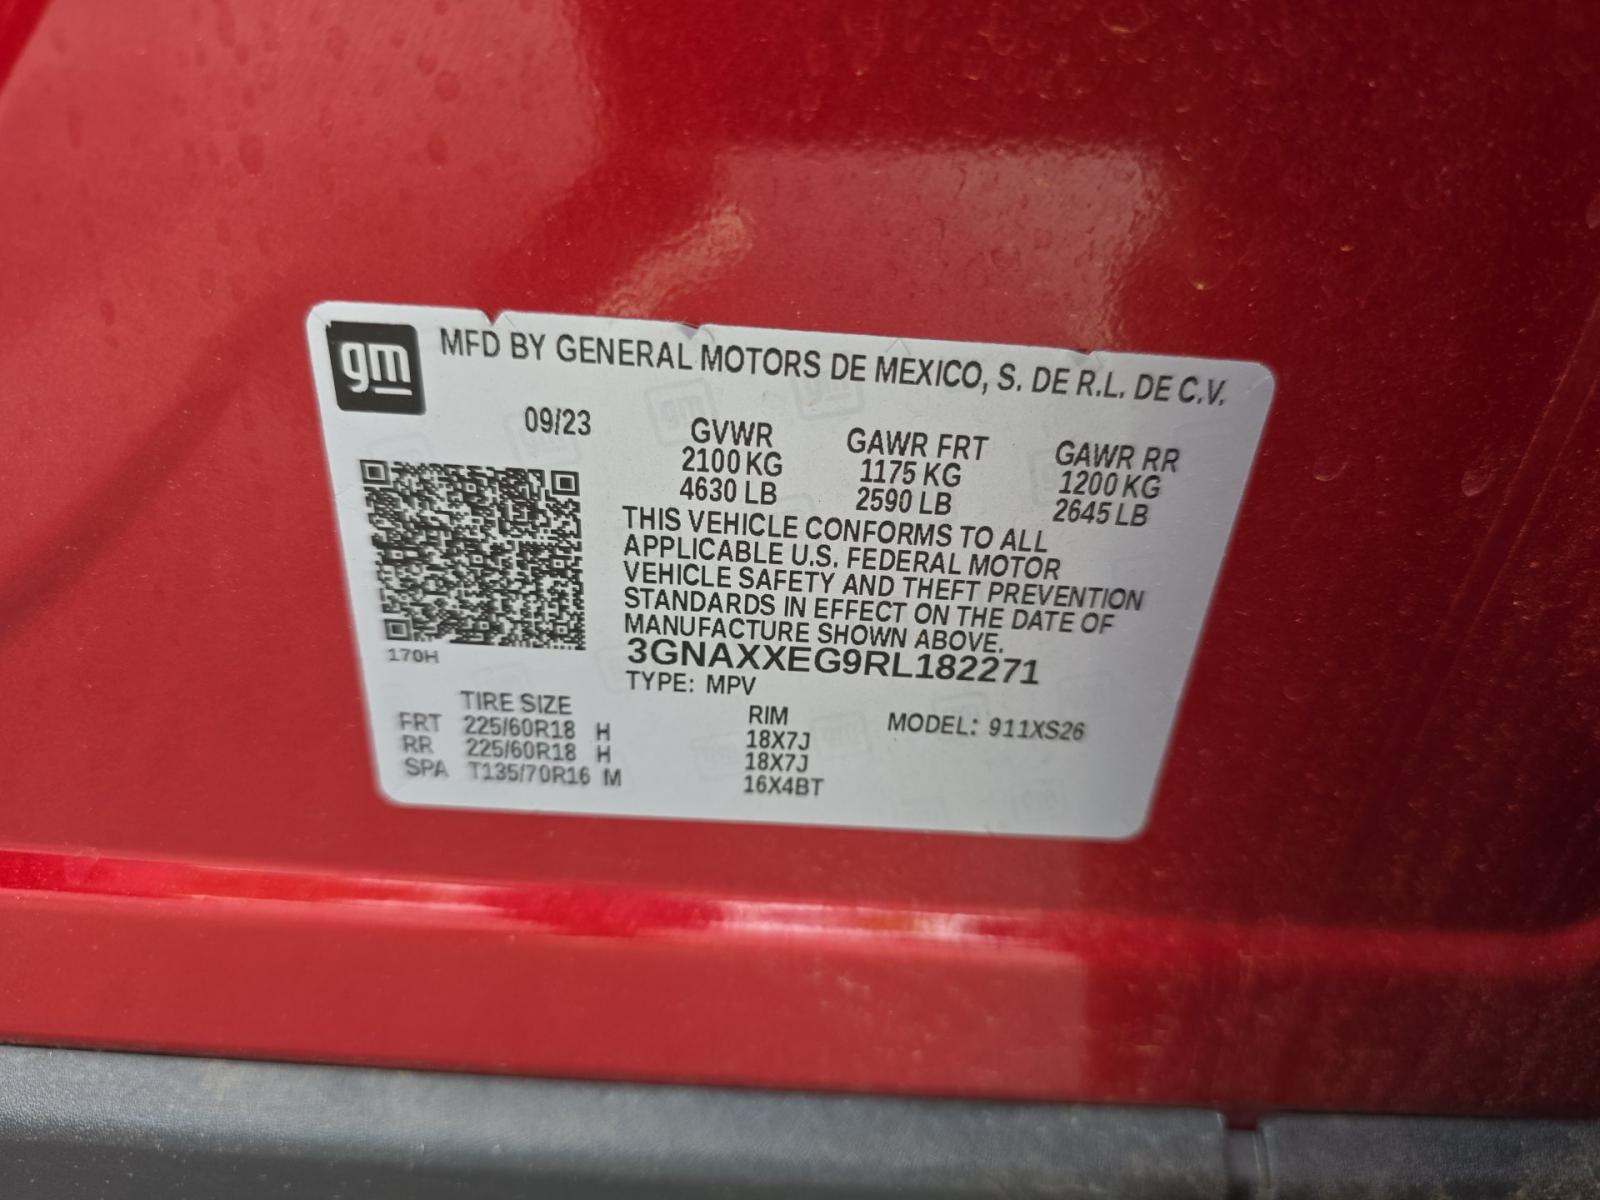 gm
MFD BY GENERAL MOTORS DE MEXICO, S. DE R.L. DE C.V.
09/23
GVWR GAWR FRT GAWR RR
2100 KG 1175 KG 1200 KG
4630 LB 2590 LB 2645 LB
THIS VEHICLE CONFORMS TO ALL
APPLICABLE U.S. FEDERAL MOTOR
VEHICLE SAFETY AND THEFT PREVENTION
STANDARDS IN EFFECT ON THE DATE OF
MANUFACTURE SHOWN ABOVE.
170H
3GNAXXEG9RL182271
TYPE: MPV
TIRE SIZE RIM MODEL: 911XS26
FRT 225/60R18 H 18X7J
RR 225/60R18 H 18X7J
SPA T135/70R16 M 16X4BT